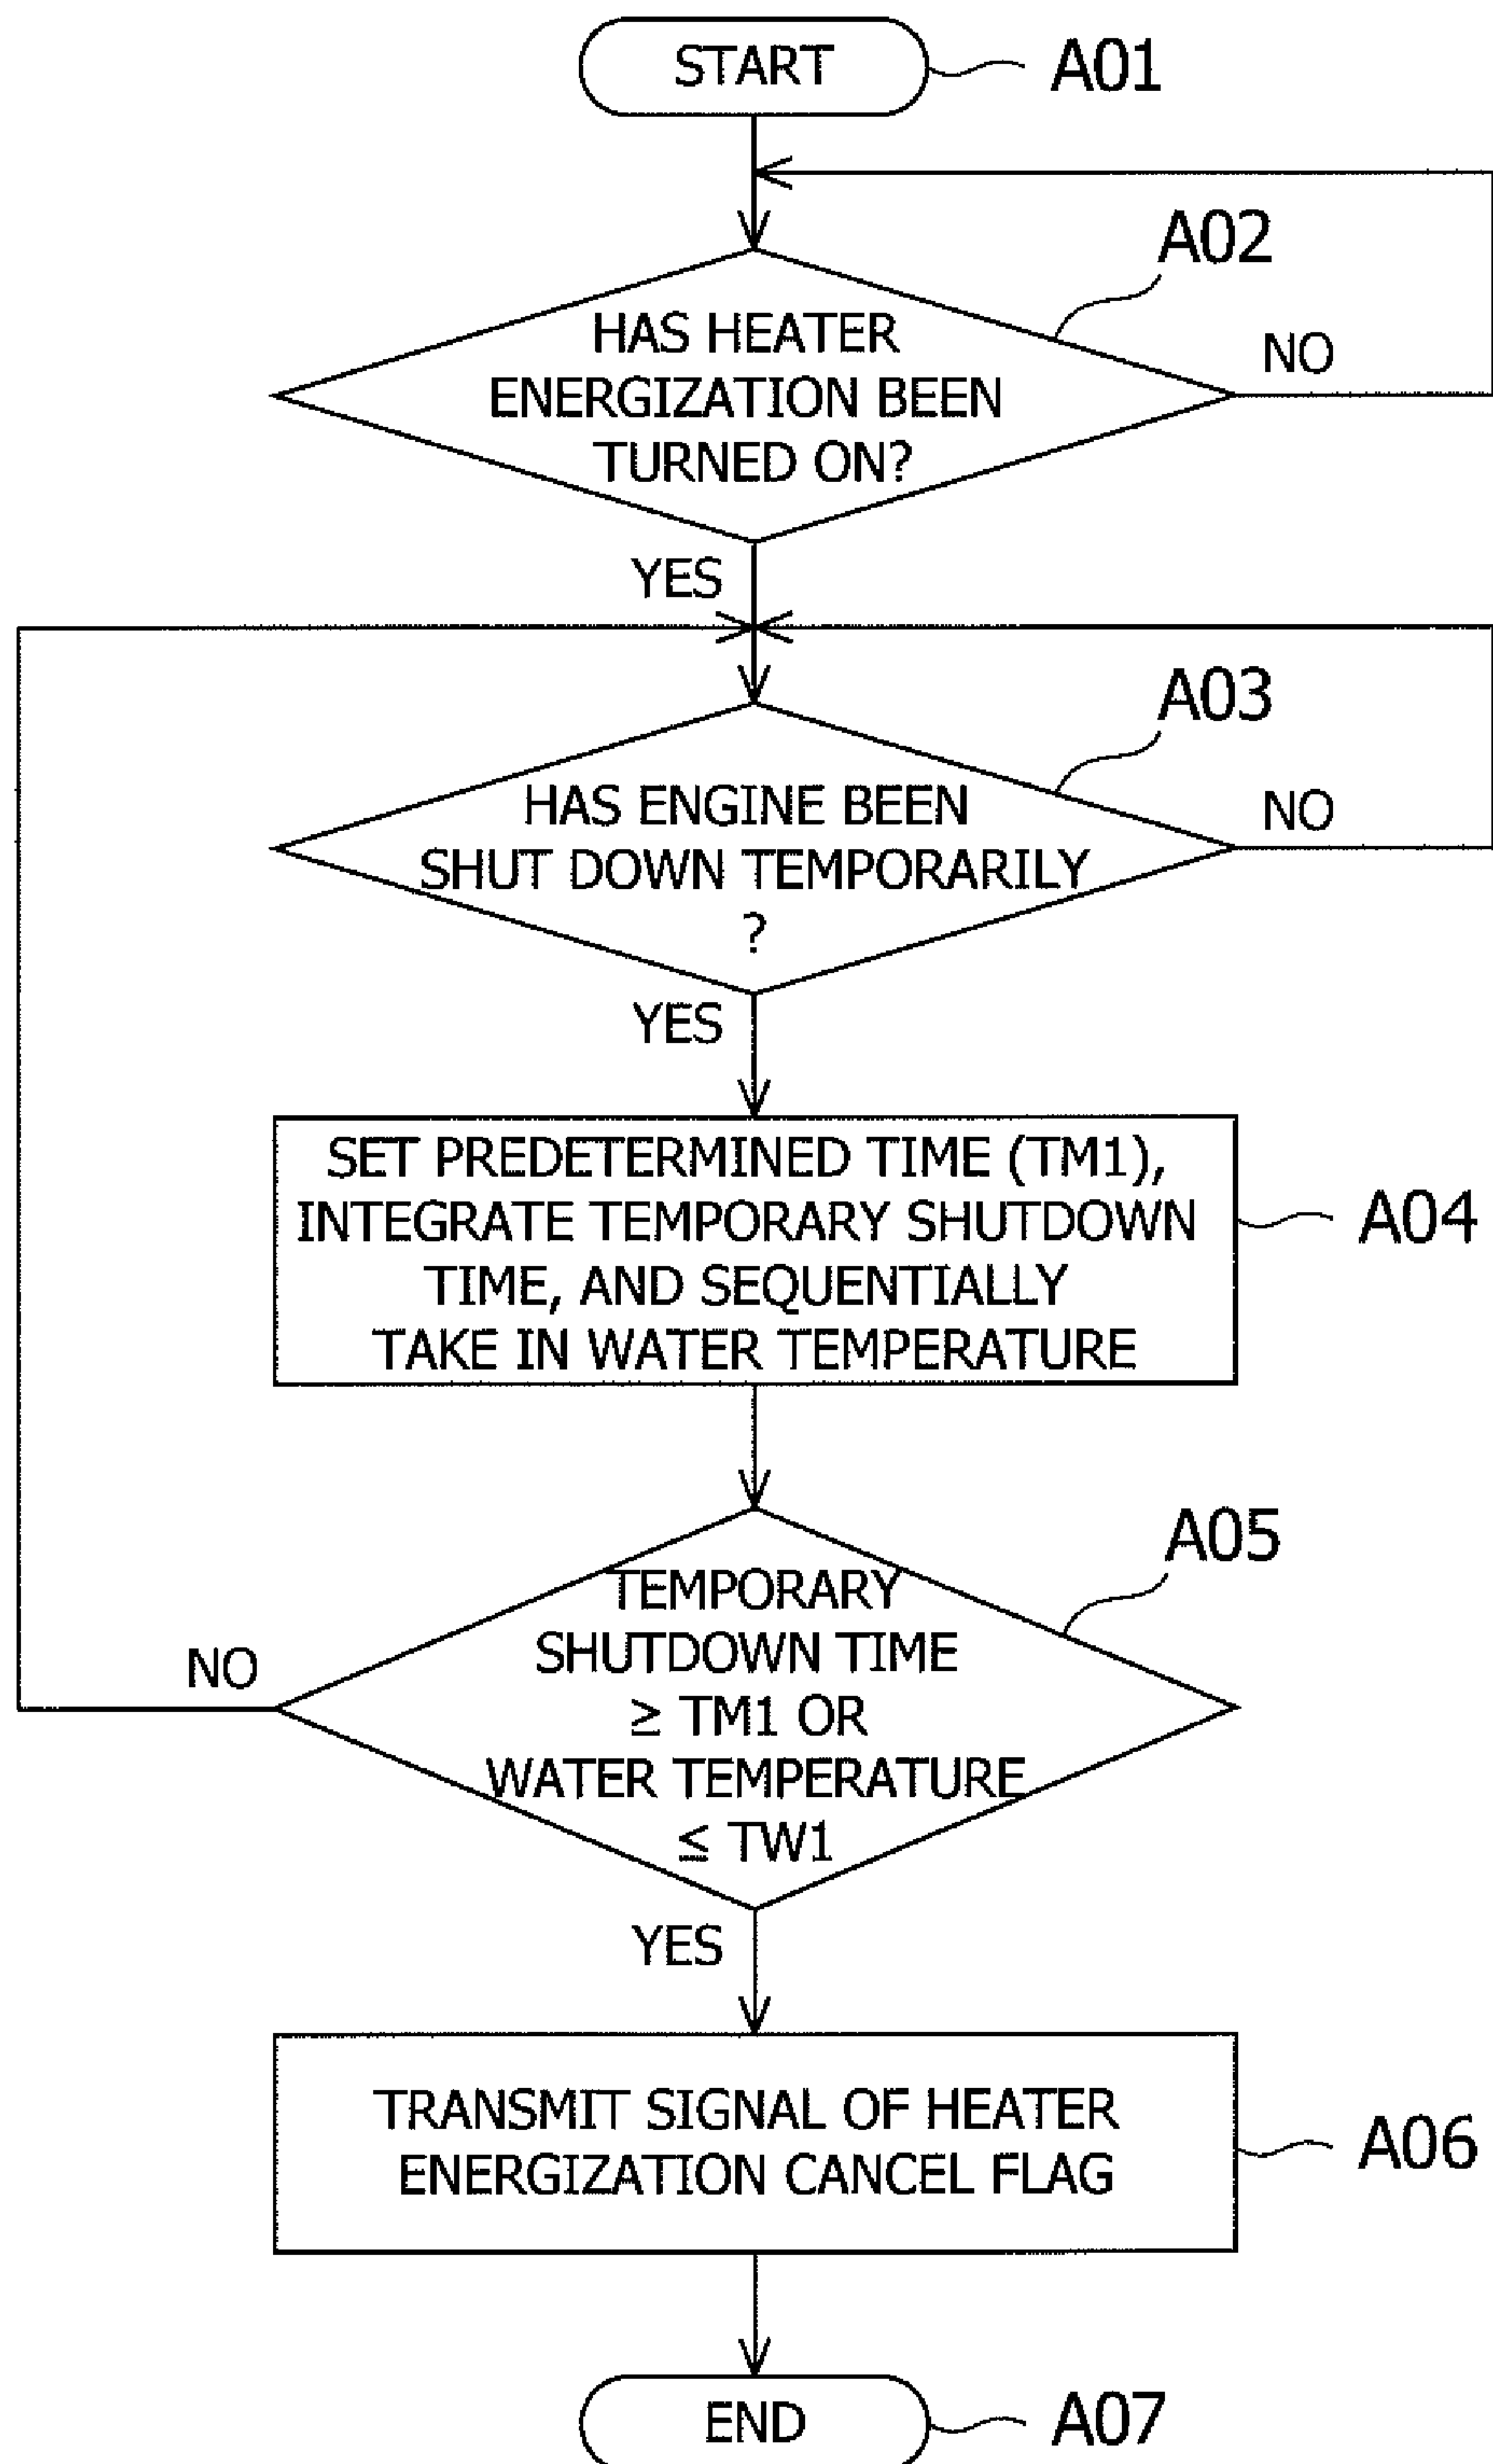 START
A01
A02
HAS HEATER
ENERGIZATION BEEN
TURNED ON?
NO
YES
A03
HAS ENGINE BEEN
SHUT DOWN TEMPORARILY
?
NO
YES
SET PREDETERMINED TIME (TM1),
INTEGRATE TEMPORARY SHUTDOWN
TIME, AND SEQUENTIALLY
TAKE IN WATER TEMPERATURE
A04
A05
TEMPORARY
SHUTDOWN TIME
≥ TM1 OR
WATER TEMPERATURE
≤ TW1
NO
YES
TRANSMIT SIGNAL OF HEATER
ENERGIZATION CANCEL FLAG
A06
END
A07